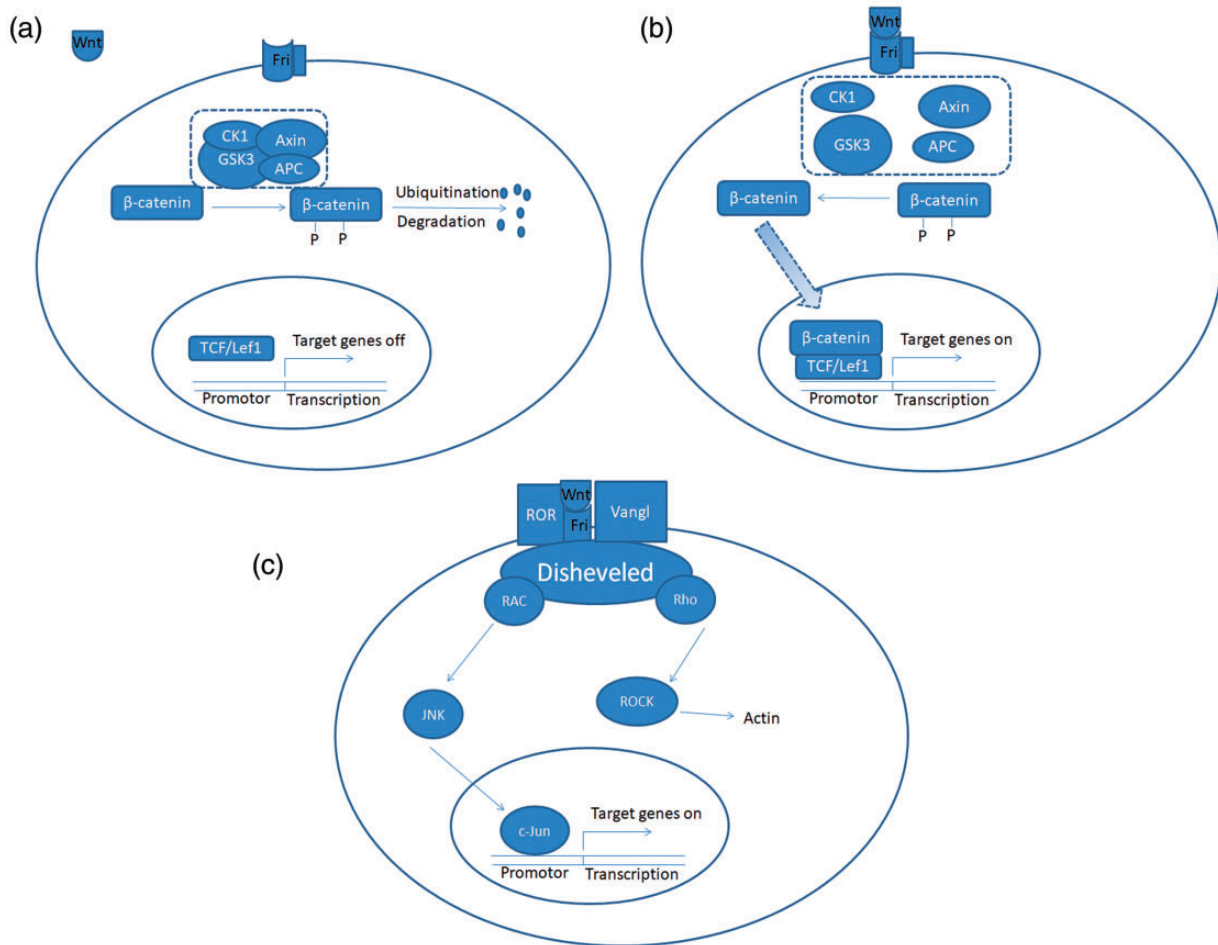 (a)
Wnt
Fri
CK1
Axin
GSK3
APC
β-catenin
β-catenin
P P
Ubiquitination
Degradation
TCF/Lef1
Target genes off
Promotor Transcription
(b)
Wnt
Fri
CK1
Axin
GSK3
APC
β-catenin
β-catenin
P P
β-catenin
TCF/Lef1
Target genes on
Promotor Transcription
(c)
ROR
Wnt
Fri
Vangl
Disheveled
RAC
Rho
JNK
ROCK
Actin
c-Jun
Target genes on
Promotor Transcription